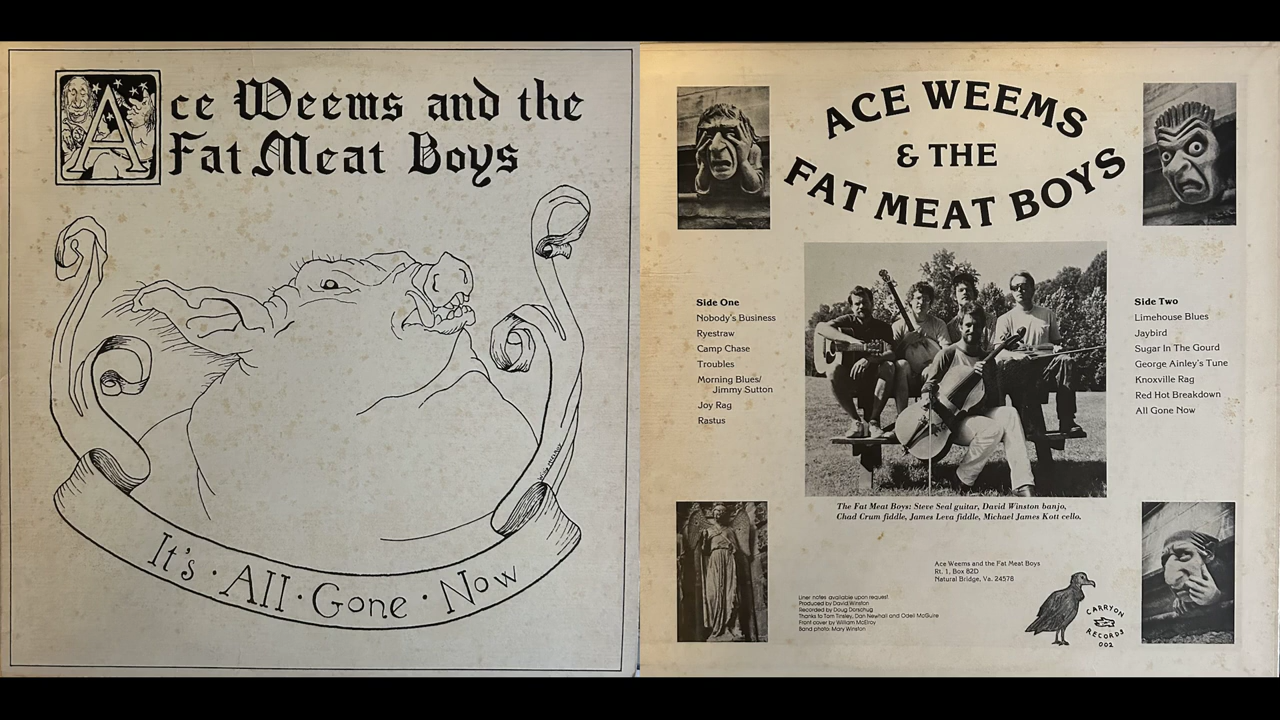 Ace Weems and the
Fat Meat Boys
It's · All · Gone · Now
ACE WEEMS
& THE
FAT MEAT BOYS
Side One
Nobody's Business
Ryestraw
Camp Chase
Troubles
Morning Blues/
Jimmy Sutton
Joy Rag
Rastus
Side Two
Limehouse Blues
Jaybird
Sugar In The Gourd
George Ainley's Tune
Knoxville Rag
Red Hot Breakdown
All Gone Now
The Fat Meat Boys: Steve Seal guitar, David Winston banjo,
Chad Crum fiddle, James Leva fiddle, Michael James Kott cello.
Ace Weems and the Fat Meat Boys
Rt. 1, Box 82D
Natural Bridge, Va. 24578
Liner notes available upon request
Produced by David Winston
Recorded by Doug Dorschug
Thanks to Tom Tinsley, Dan Newhall and Odell McGuire
Front cover by William McElroy
Band photo: Mary Winston
CARRYON
RECORDS
002